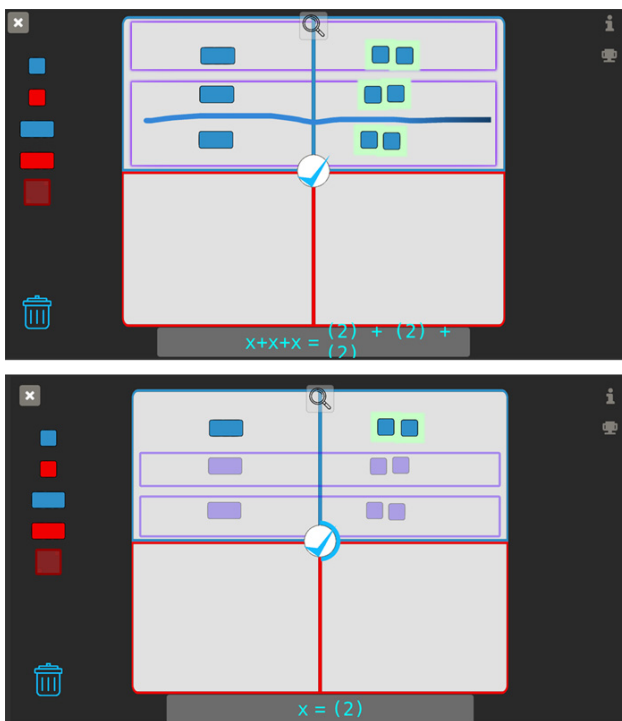 x+x+x = (2) + (2) +
(2)
x = (2)